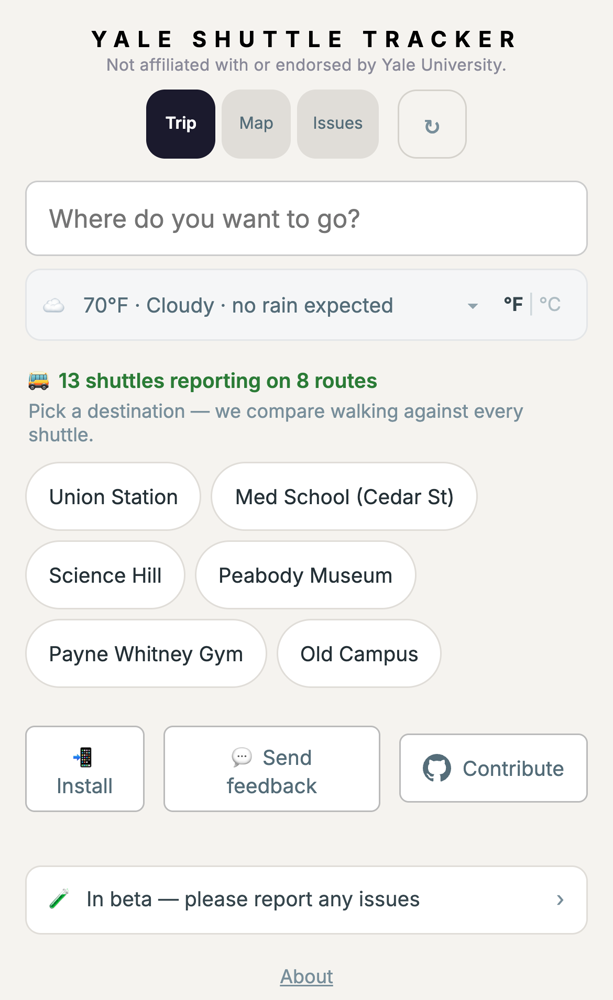 YALE SHUTTLE TRACKER
Not affiliated with or endorsed by Yale University.
Trip
Map
Issues
↻
Where do you want to go?
70°F · Cloudy · no rain expected
°F | °C
13 shuttles reporting on 8 routes
Pick a destination — we compare walking against every
shuttle.
Union Station
Med School (Cedar St)
Science Hill
Peabody Museum
Payne Whitney Gym
Old Campus
Install
Send
feedback
Contribute
In beta — please report any issues ›
About